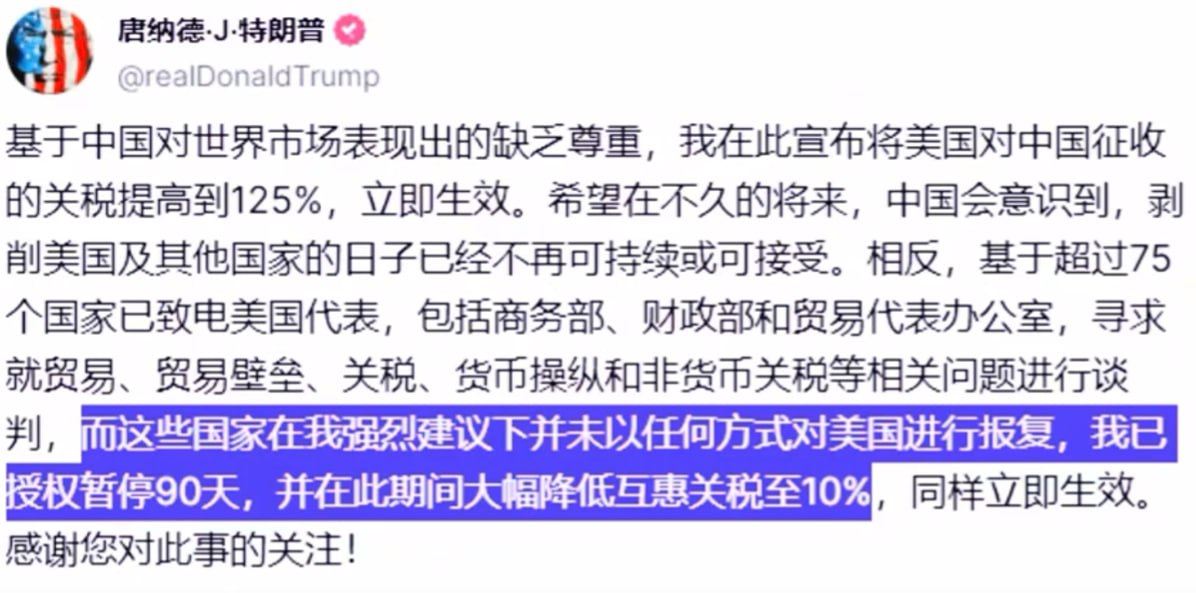 唐纳德·J·特朗普
@realDonaldTrump
基于中国对世界市场表现出的缺乏尊重，我在此宣布将美国对中国征收
的关税提高到125%，立即生效。希望在不久的将来，中国会意识到，剥
削美国及其他国家的日子已经不再可持续或可接受。相反，基于超过75
个国家已致电美国代表，包括商务部、财政部和贸易代表办公室，寻求
就贸易、贸易壁垒、关税、货币操纵和非货币关税等相关问题进行谈
判，而这些国家在我强烈建议下并未以任何方式对美国进行报复，我已
授权暂停90天，并在此期间大幅降低互惠关税至10%，同样立即生效。
感谢您对此事的关注！